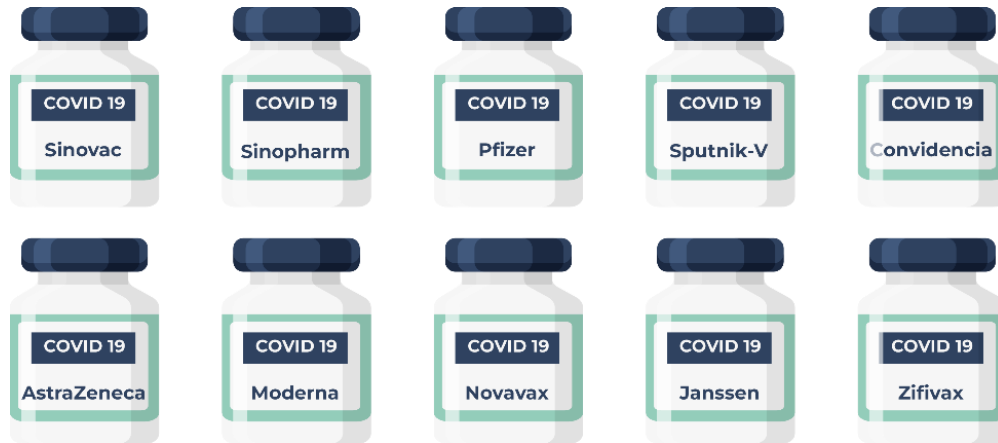 COVID 19
Sinovac
COVID 19
Sinopharm
COVID 19
Pfizer
COVID 19
Sputnik-V
COVID 19
Convidencia
COVID 19
AstraZeneca
COVID 19
Moderna
COVID 19
Novavax
COVID 19
Janssen
COVID 19
Zifivax